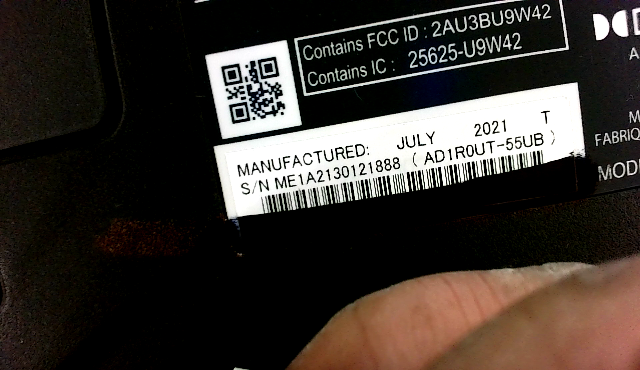 Contains FCC ID : 2AU3BU9W42
Contains IC : 25625-U9W42
MANUFACTURED: JULY 2021 T
S/N ME1A2130121888 ( AD1R0UT-55UB )